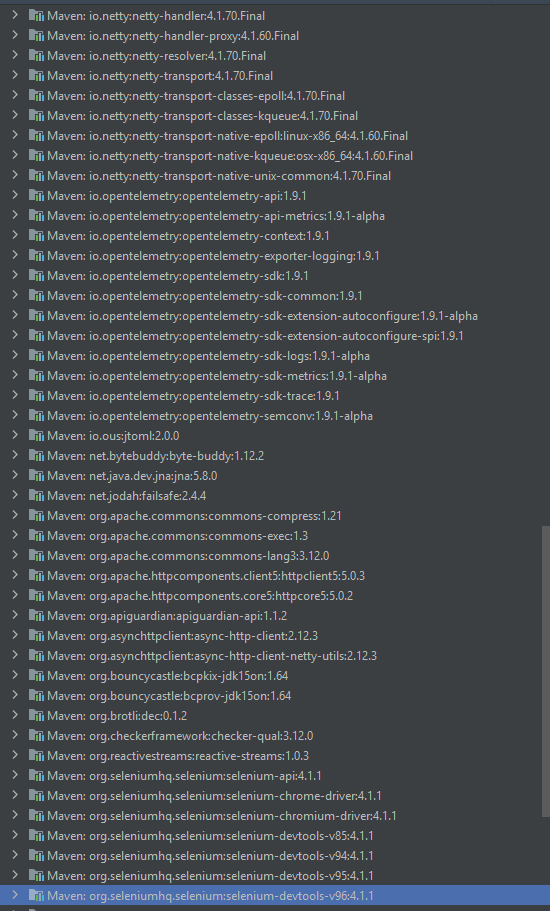 Maven: io.netty:netty-handler:4.1.70.Final
Maven: io.netty:netty-handler-proxy:4.1.60.Final
Maven: io.netty:netty-resolver:4.1.70.Final
Maven: io.netty:netty-transport:4.1.70.Final
Maven: io.netty:netty-transport-classes-epoll:4.1.70.Final
Maven: io.netty:netty-transport-classes-kqueue:4.1.70.Final
Maven: io.netty:netty-transport-native-epoll:linux-x86_64:4.1.60.Final
Maven: io.netty:netty-transport-native-kqueue:osx-x86_64:4.1.60.Final
Maven: io.netty:netty-transport-native-unix-common:4.1.70.Final
Maven: io.opentelemetry:opentelemetry-api:1.9.1
Maven: io.opentelemetry:opentelemetry-api-metrics:1.9.1-alpha
Maven: io.opentelemetry:opentelemetry-context:1.9.1
Maven: io.opentelemetry:opentelemetry-exporter-logging:1.9.1
Maven: io.opentelemetry:opentelemetry-sdk:1.9.1
Maven: io.opentelemetry:opentelemetry-sdk-common:1.9.1
Maven: io.opentelemetry:opentelemetry-sdk-extension-autoconfigure:1.9.1-alpha
Maven: io.opentelemetry:opentelemetry-sdk-extension-autoconfigure-spi:1.9.1
Maven: io.opentelemetry:opentelemetry-sdk-logs:1.9.1-alpha
Maven: io.opentelemetry:opentelemetry-sdk-metrics:1.9.1-alpha
Maven: io.opentelemetry:opentelemetry-sdk-trace:1.9.1
Maven: io.opentelemetry:opentelemetry-semconv:1.9.1-alpha
Maven: io.ous:jtoml:2.0.0
Maven: net.bytebuddy:byte-buddy:1.12.2
Maven: net.java.dev.jna:jna:5.8.0
Maven: net.jodah:failsafe:2.4.4
Maven: org.apache.commons:commons-compress:1.21
Maven: org.apache.commons:commons-exec:1.3
Maven: org.apache.commons:commons-lang3:3.12.0
Maven: org.apache.httpcomponents.client5:httpclient5:5.0.3
Maven: org.apache.httpcomponents.core5:httpcore5:5.0.2
Maven: org.apiguardian:apiguardian-api:1.1.2
Maven: org.asynchttpclient:async-http-client:2.12.3
Maven: org.asynchttpclient:async-http-client-netty-utils:2.12.3
Maven: org.bouncycastle:bcpkix-jdk15on:1.64
Maven: org.bouncycastle:bcprov-jdk15on:1.64
Maven: org.brotli:dec:0.1.2
Maven: org.checkerframework:checker-qual:3.12.0
Maven: org.reactivestreams:reactive-streams:1.0.3
Maven: org.seleniumhq.selenium:selenium-api:4.1.1
Maven: org.seleniumhq.selenium:selenium-chrome-driver:4.1.1
Maven: org.seleniumhq.selenium:selenium-chromium-driver:4.1.1
Maven: org.seleniumhq.selenium:selenium-devtools-v85:4.1.1
Maven: org.seleniumhq.selenium:selenium-devtools-v94:4.1.1
Maven: org.seleniumhq.selenium:selenium-devtools-v95:4.1.1
Maven: org.seleniumhq.selenium:selenium-devtools-v96:4.1.1